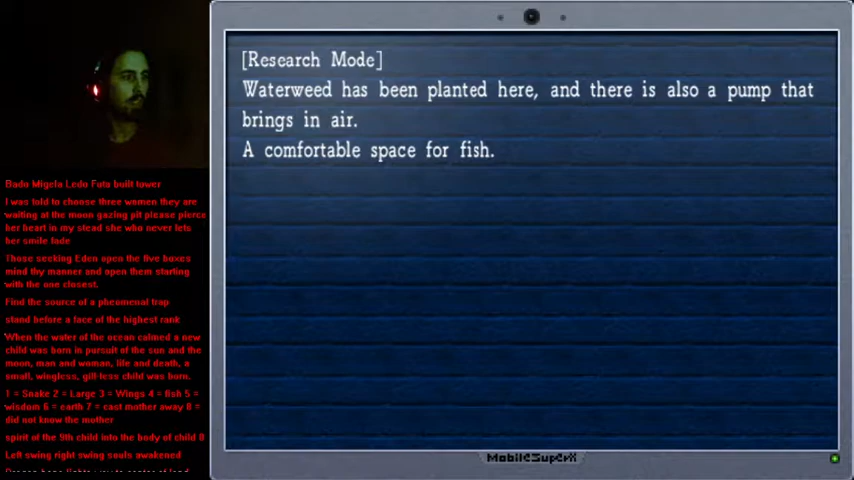 [Research Mode]
Waterweed has been planted here, and there is also a pump that
brings in air.
A comfortable space for fish.
Bado Migela Ledo Futo built tower
I was told to choose three women they are
waiting at the moon gazing pit please pierce
her heart in my stead she who never lets
her smile fade
Those seeking Eden open the five boxes
mind thy manner and open them starting
with the one closest.
Find the source of a pheomenal trap
stand before a face of the highest rank
When the water of the ocean calmed a new
child was born in pursuit of the sun and the
moon, man and woman, life and death, a
small, wingless, gill-less child was born.
1 = Snake 2 = Large 3 = Wings 4 = fish 5 =
wisdom 6 = earth 7 = cast mother away 8 =
did not know the mother
spirit of the 9th child into the body of child 8
Left swing right swing souls awakened
MobileSuperX